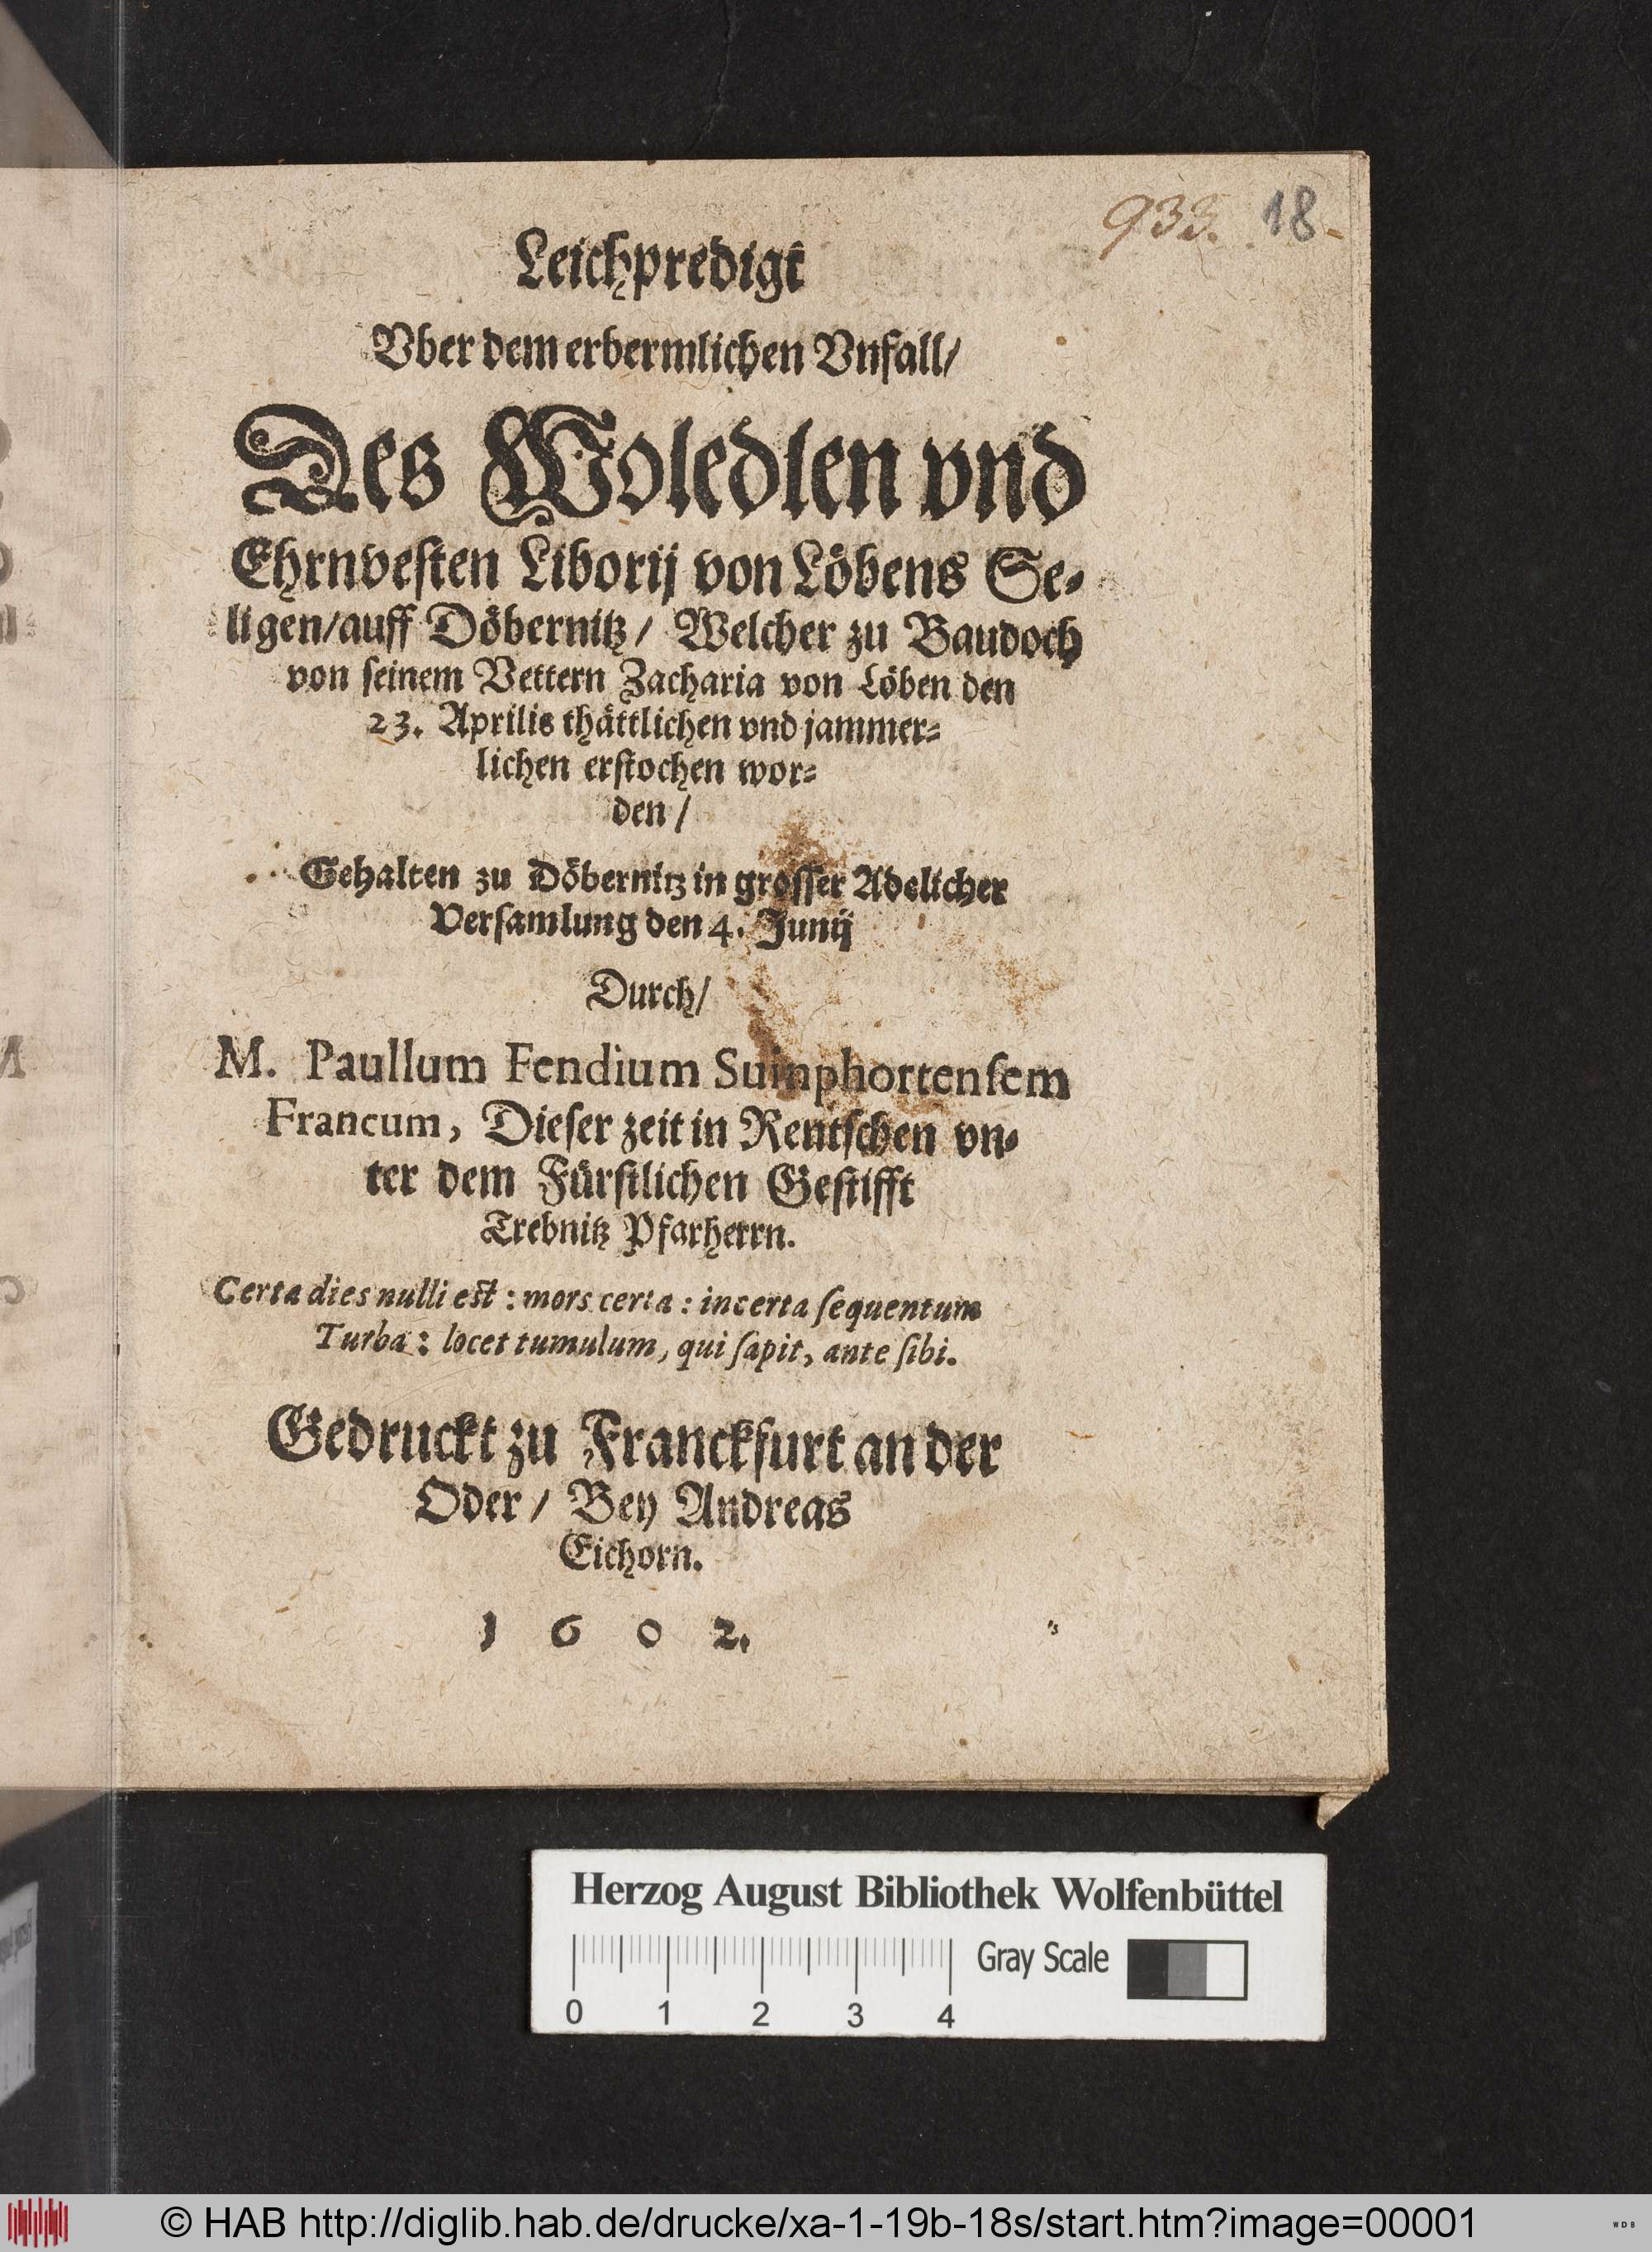 933. 18.
Leichpredigt
Vber dem erbermlichen Vnfall/
Des Woledlen vnd
Ehrnvesten Liborij von Löbens Se-
ligen/auff Döbernitz/ Welcher zu Baudoch
von seinem Vettern Zacharia von Löben den
23. Aprilis thättlichen vnd jammer-
lichen erstochen wor-
den/
Gehalten zu Döbernitz in grosser Adelicher
Versamlung den 4. Junij
Durch/
M. Paullum Fendium Suinphortensem
Francum, Dieser zeit in Rentschen vn-
ter dem Fürstlichen Gestifft
Trebnitz Pfarherrn.
Certa dies nulli est : mors certa : incerta sequentum
Turba : locet tumulum, qui sapit, ante sibi.
Gedruckt zu Franckfurt an der
Oder/ Bey Andreas
Eichorn.
1 6 0 2.
Herzog August Bibliothek Wolfenbüttel
Gray Scale
0 1 2 3 4
© HAB http://diglib.hab.de/drucke/xa-1-19b-18s/start.htm?image=00001
WDB